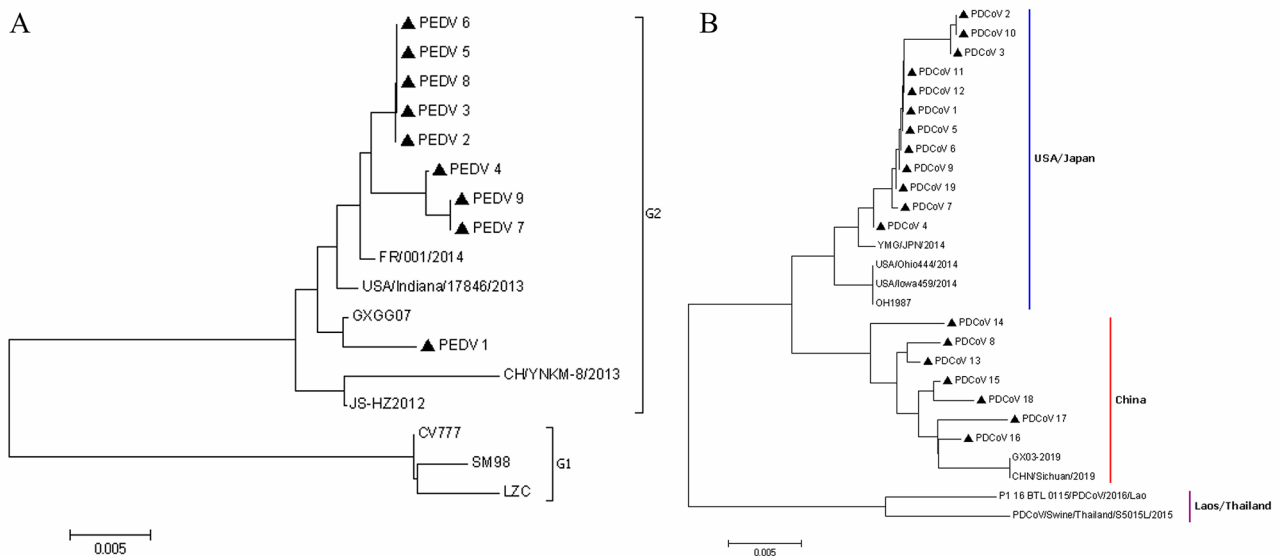 A
PEDV 6
PEDV 5
PEDV 8
PEDV 3
PEDV 2
PEDV 4
PEDV 9
PEDV 7
FR/001/2014
USA/Indiana/17846/2013
GXGG07
PEDV 1
CH/YNKM-8/2013
JS-HZ2012
G2
CV777
SM98
LZC
G1
0.005
B
PDCoV 2
PDCoV 10
PDCoV 3
PDCoV 11
PDCoV 12
PDCoV 1
PDCoV 5
PDCoV 6
PDCoV 9
PDCoV 19
PDCoV 7
PDCoV 4
YMG/JPN/2014
USA/Ohio444/2014
USA/Iowa459/2014
OH1987
USA/Japan
PDCoV 14
PDCoV 8
PDCoV 13
PDCoV 15
PDCoV 18
PDCoV 17
PDCoV 16
GX03-2019
CHN/Sichuan/2019
China
P1 16 BTL 0115/PDCoV/2016/Lao
PDCoV/Swine/Thailand/S5015L/2015
Laos/Thailand
0.005